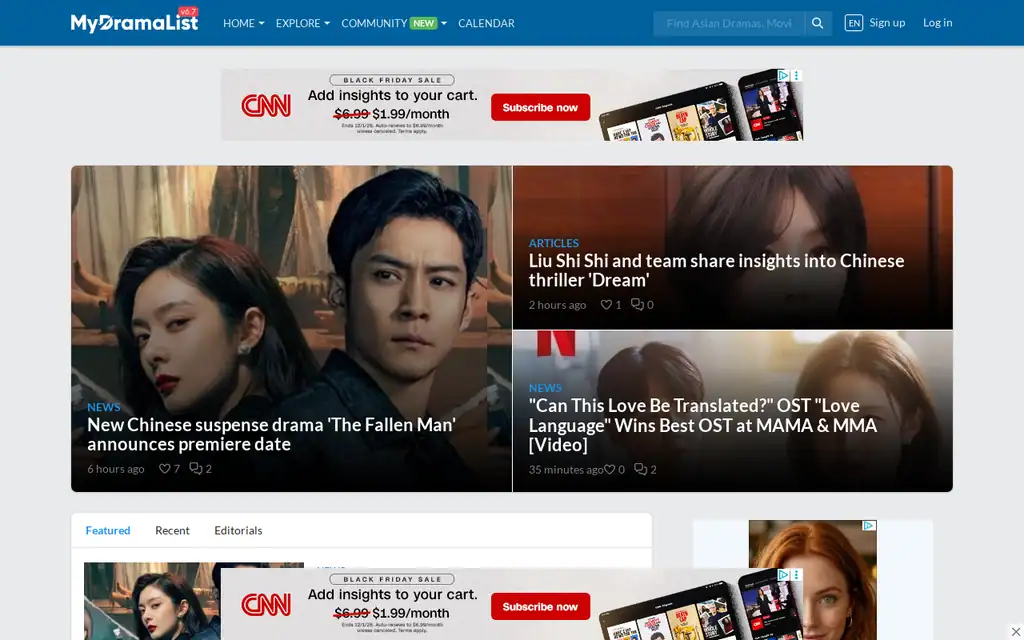 MyDramaList
v6.7
HOME
EXPLORE
COMMUNITY NEW
CALENDAR
Find Asian Dramas, Movi
EN
Sign up
Log in
BLACK FRIDAY SALE
CNN
Add insights to your cart.
$6.99 $1.99/month
Subscribe now
NEWS
New Chinese suspense drama 'The Fallen Man'
announces premiere date
6 hours ago 7 2
ARTICLES
Liu Shi Shi and team share insights into Chinese
thriller 'Dream'
2 hours ago 1 0
NEWS
"Can This Love Be Translated?" OST "Love
Language" Wins Best OST at MAMA & MMA
[Video]
35 minutes ago 0 2
Featured
Recent
Editorials
BLACK FRIDAY SALE
CNN
Add insights to your cart.
$6.99 $1.99/month
Subscribe now